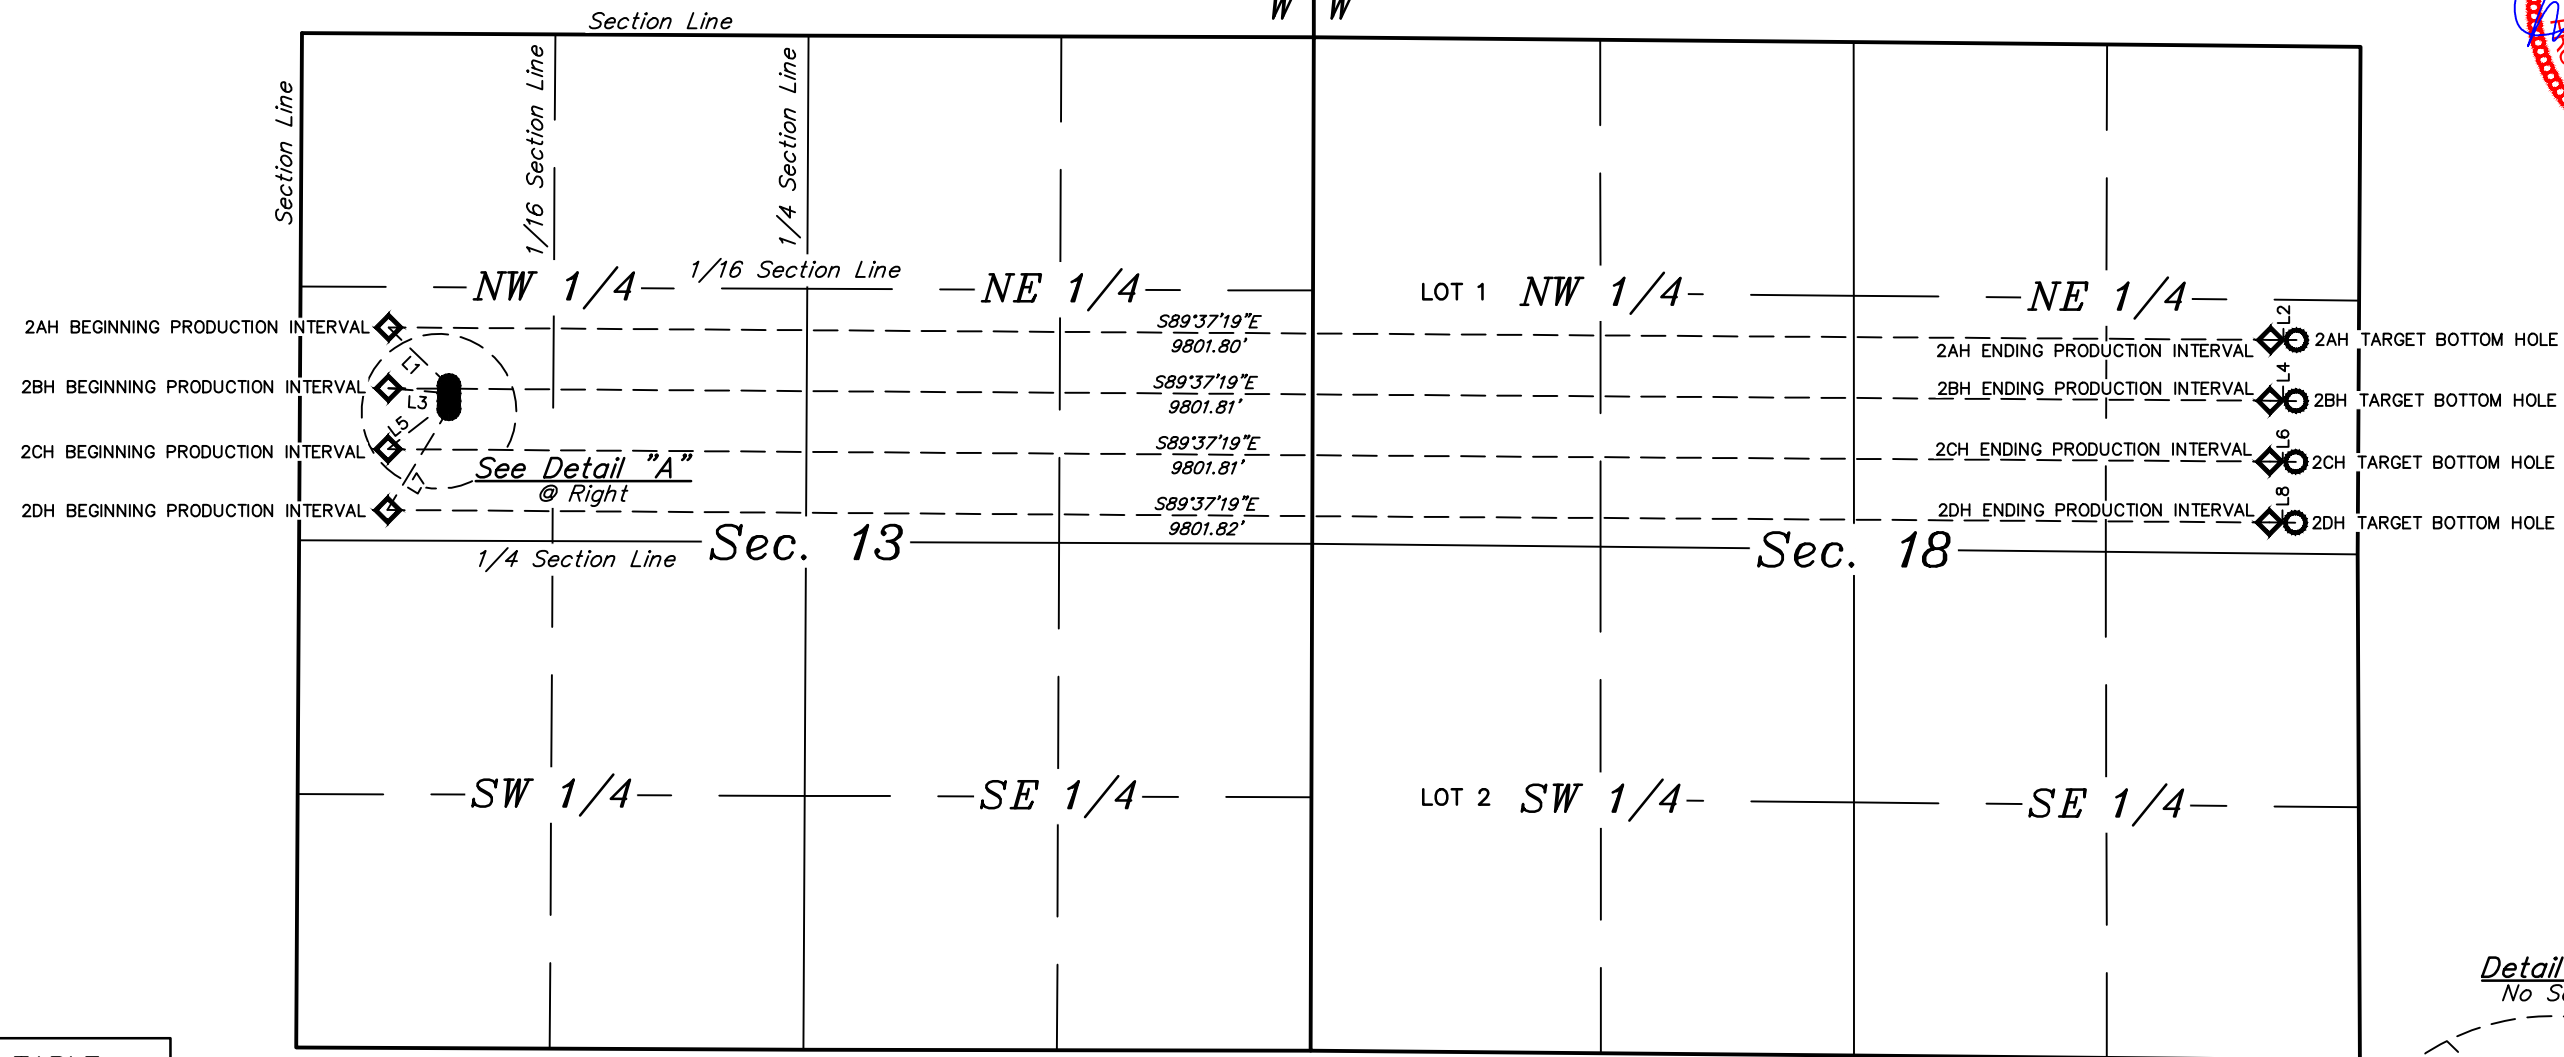 Section Line
W W
Section Line
1/16 Section Line
1/4 Section Line
NW 1/4
1/16 Section Line
NE 1/4
LOT 1
NW 1/4
NE 1/4
2AH BEGINNING PRODUCTION INTERVAL
L1
S89°37'19"E
9801.80'
2AH ENDING PRODUCTION INTERVAL
L2
2AH TARGET BOTTOM HOLE
2BH BEGINNING PRODUCTION INTERVAL
L3
S89°37'19"E
9801.81'
2BH ENDING PRODUCTION INTERVAL
L4
2BH TARGET BOTTOM HOLE
2CH BEGINNING PRODUCTION INTERVAL
L5
S89°37'19"E
9801.81'
2CH ENDING PRODUCTION INTERVAL
L6
2CH TARGET BOTTOM HOLE
See Detail "A"
@ Right
2DH BEGINNING PRODUCTION INTERVAL
L7
S89°37'19"E
9801.82'
2DH ENDING PRODUCTION INTERVAL
L8
2DH TARGET BOTTOM HOLE
1/4 Section Line
Sec. 13
Sec. 18
SW 1/4
SE 1/4
LOT 2
SW 1/4
SE 1/4
Detail
No